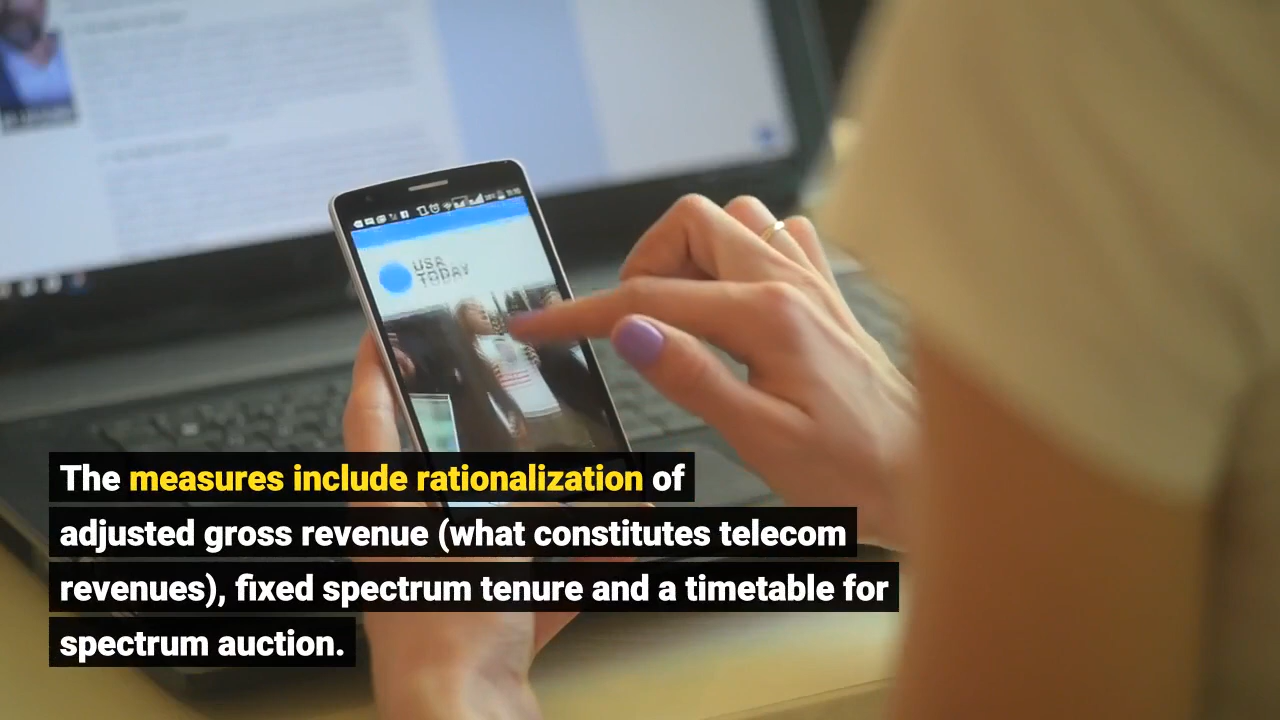 USA
TODAY
The measures include rationalization of
adjusted gross revenue (what constitutes telecom
revenues), fixed spectrum tenure and a timetable for
spectrum auction.